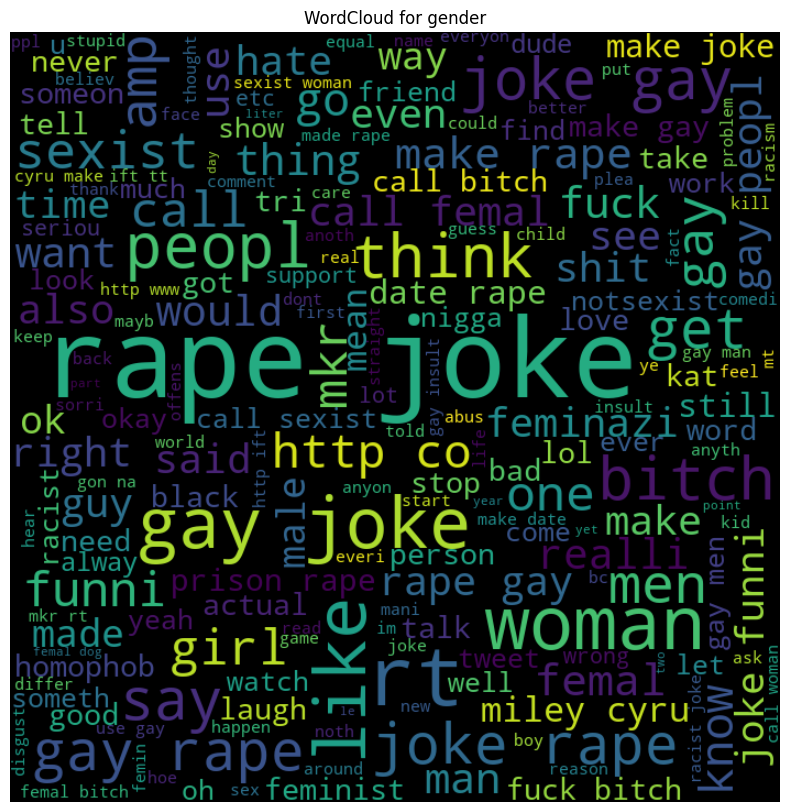 WordCloud for gender
ppl
stupid
u
never
someon
tell
sexist
amp
use
hate
way
equal
name
everyon
dude
make joke
believ
thought
sexist woman
etc
go
friend
joke gay
put
face
liter
show
even
better
could
find
make gay
take
problem
racism
gay peopl
made rape
thing
make rape
cyru make
ift tt
day
comment
call bitch
plea
work
kill
time
thank
much
call
tri
care
call femal
child
fuck
gay
seriou
anoth
guess
see
fact
want
peopl
real
think
shit
look
http www
got
support
date rape
notsexist
comedi
also
mayb
would
dont
first
mkr
mean
straight
nigga
love
get
keep
rape joke
gay man
back
part
offens
lot
ye
kat
feel
mt
sorri
ok
okay
call sexist
told
gay insult
abus
feminazi
insult
still
word
right
world
said
http co
lol
ever
anyth
gon na
http ift
stop
bad
life
bitch
racist
guy
black
male
anyon
one
start
year
make
point
hear
need
gay joke
make date
come
yet
kid
alway
everi
person
realli
funni
prison rape
rape gay
bc
men
gay men
funni
mkr rt
yeah
actual
read
mani
like
woman
made
girl
game
im
talk
femal dog
joke
tweet
wrong
two
let
ask
homophob
rt
differ
say
watch
well
femal
call woman
someth
laugh
miley cyru
know
joke
good
happen
le
new
use gay
noth
boy
disgust
femin
gay rape
around
joke rape
reason
racist joke
hoe
oh
sex
feminist
man
fuck bitch
femal bitch